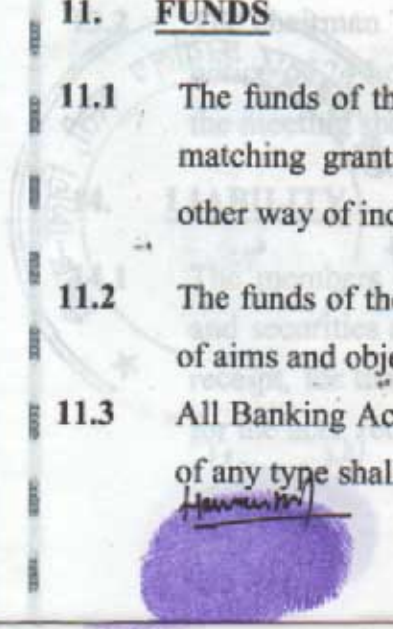 11. FUNDS
11.1 The funds of th
matching grant
other way of inc
11.2 The funds of the
of aims and obje
11.3 All Banking Ac
of any type shal